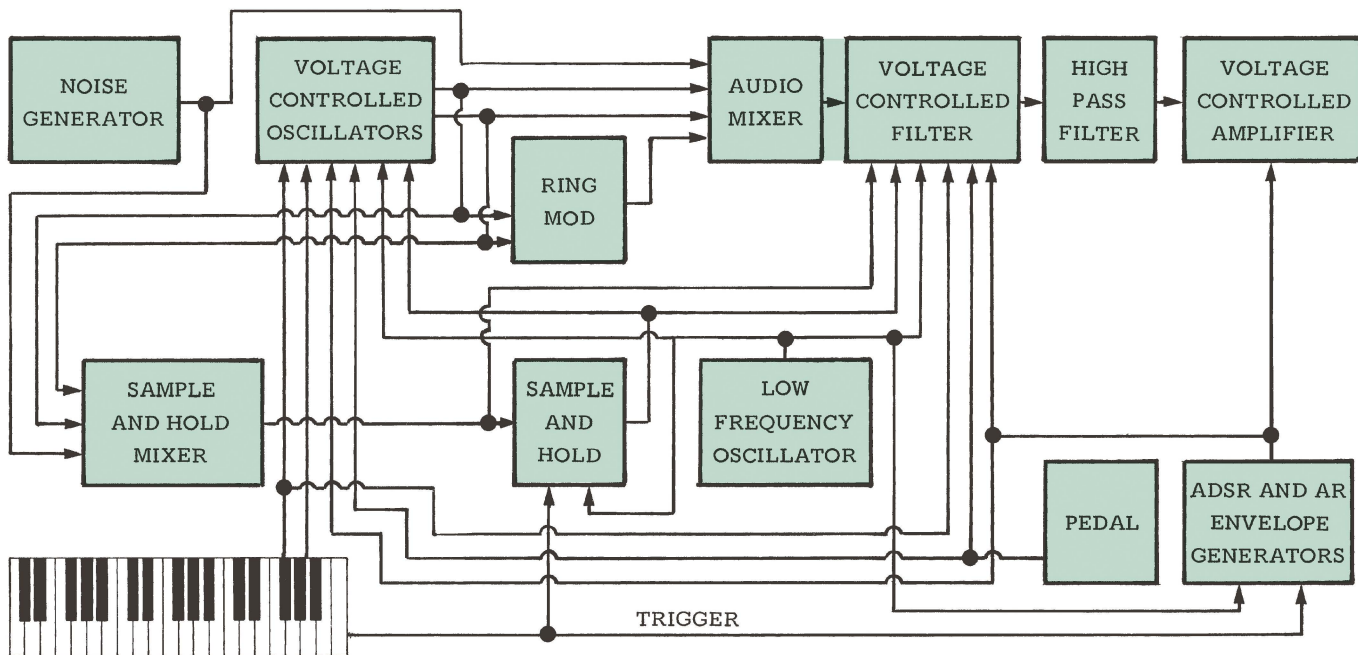 NOISE
GENERATOR
VOLTAGE
CONTROLLED
OSCILLATORS
AUDIO
MIXER
VOLTAGE
CONTROLLED
FILTER
HIGH
PASS
FILTER
VOLTAGE
CONTROLLED
AMPLIFIER
RING
MOD
SAMPLE
AND HOLD
MIXER
SAMPLE
AND
HOLD
LOW
FREQUENCY
OSCILLATOR
PEDAL
ADSR AND AR
ENVELOPE
GENERATORS
TRIGGER